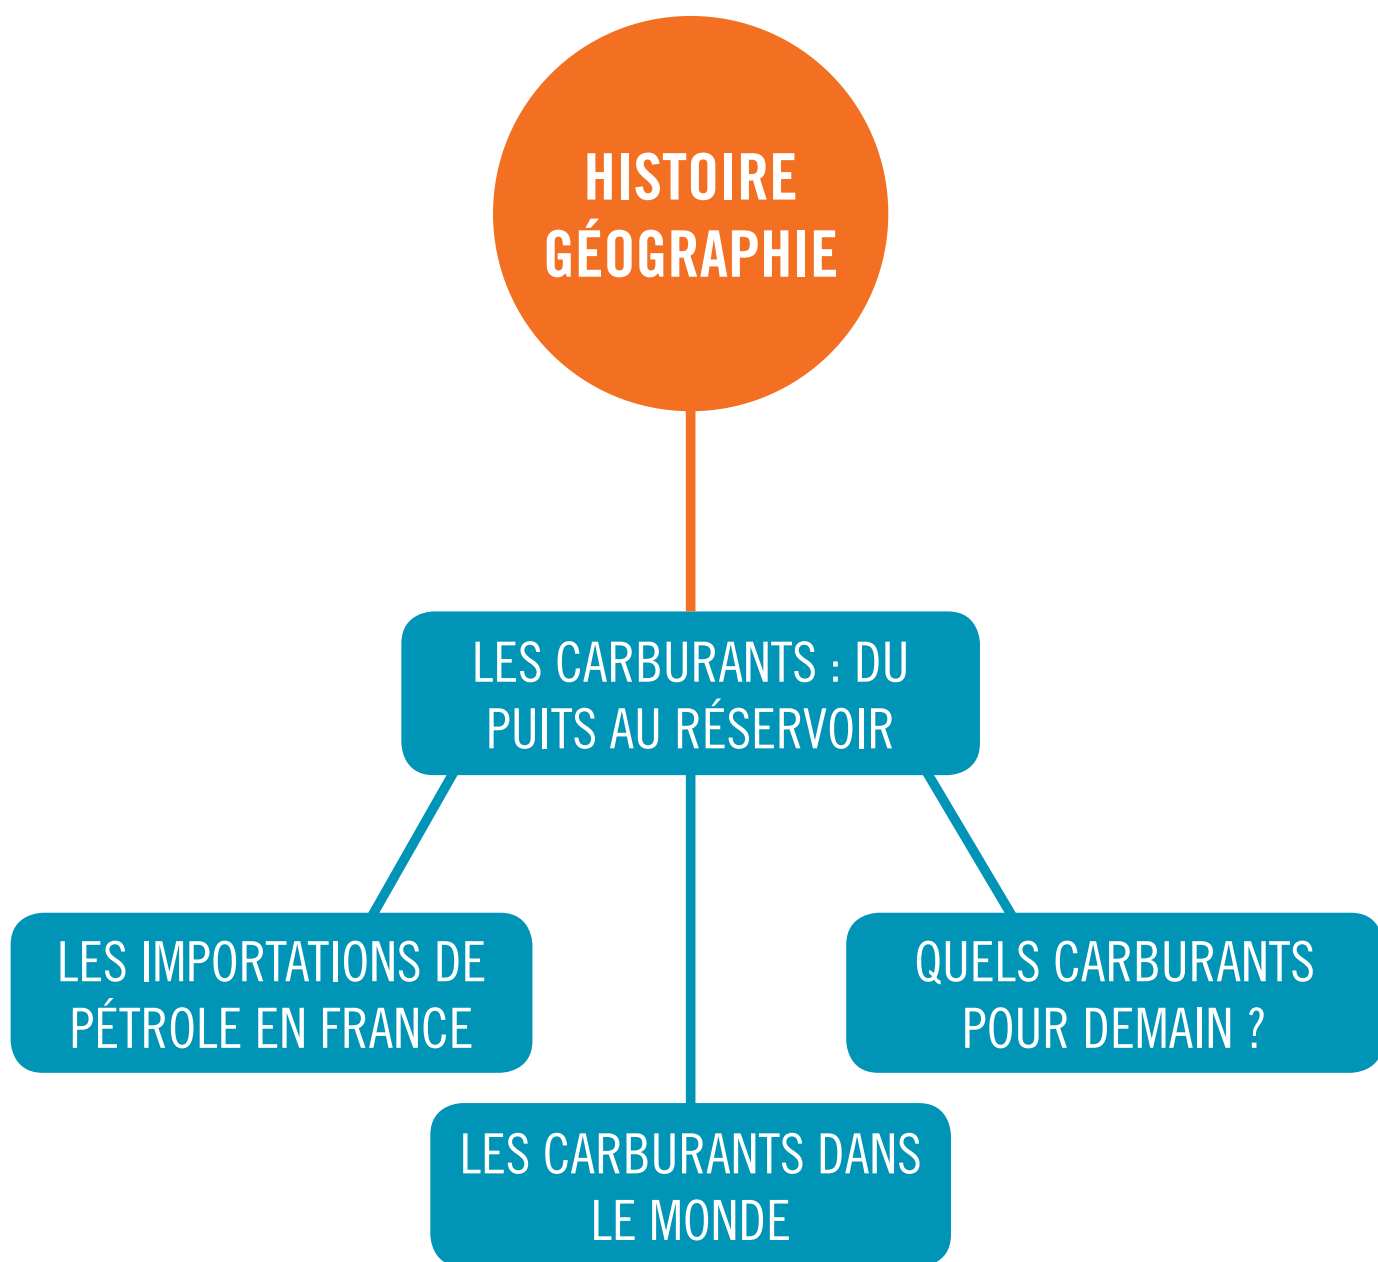 HISTOIRE
GÉOGRAPHIE
LES CARBURANTS : DU
PUITS AU RÉSERVOIR
LES IMPORTATIONS DE
PÉTROLE EN FRANCE
QUELS CARBURANTS
POUR DEMAIN ?
LES CARBURANTS DANS
LE MONDE